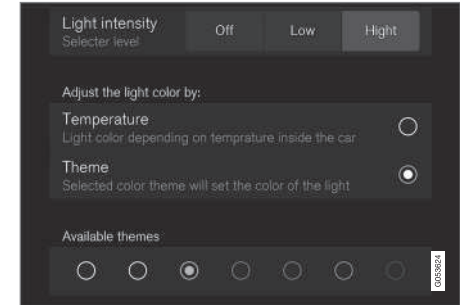 Light intensity
Selecter level
Off Low Hight
Adjust the light color by:
Temperature
Light color depending on temprature inside the car
Theme
Selected color theme will set the color of the light
Available themes
G053624